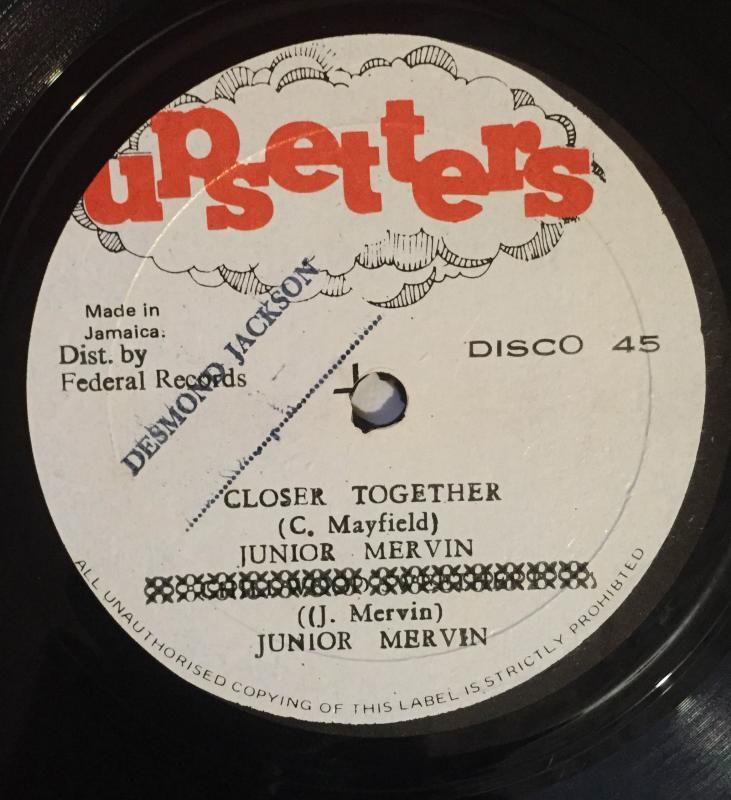 upsetters
Made in
Jamaica.
Dist. by
Federal Records
DISCO 45
DESMOND JACKSON
CLOSER TOGETHER
(C. Mayfield)
JUNIOR MERVIN
((J. Mervin)
JUNIOR MERVIN
ALL UNAUTHORISED COPYING OF THIS LABEL IS STRICTLY PROHIBTED